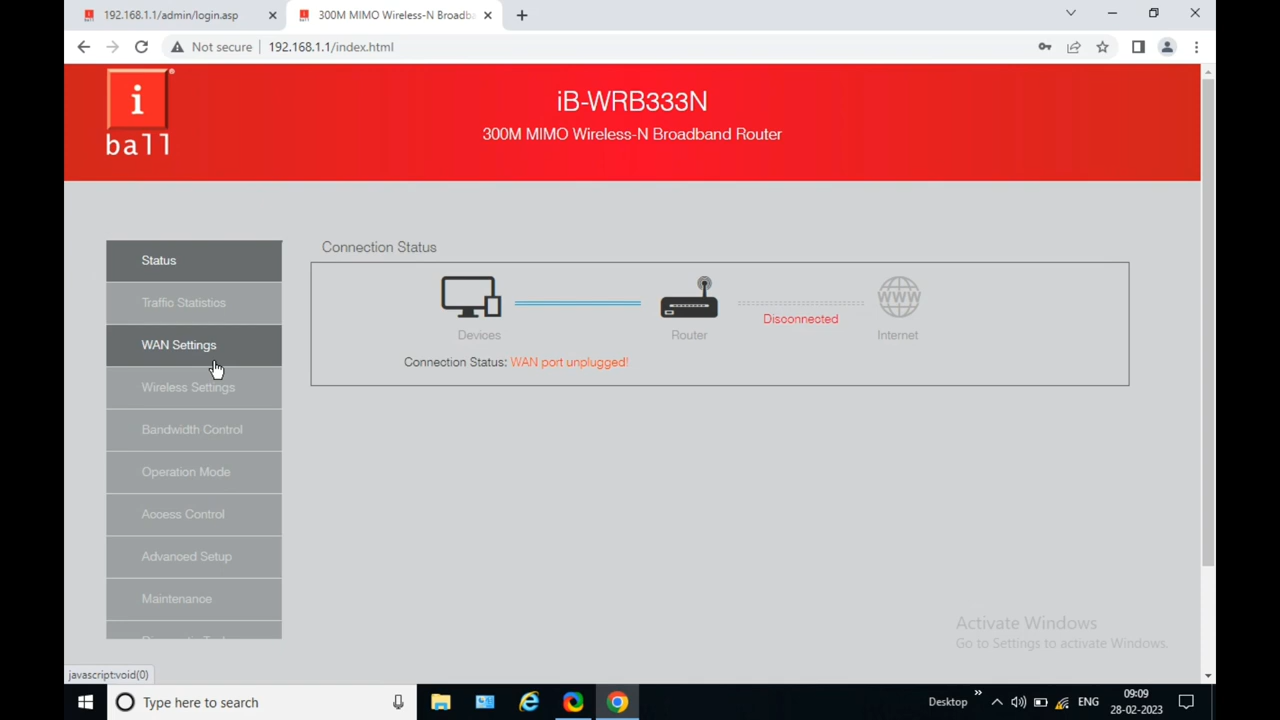 192.168.1.1/admin/login.asp
300M MIMO Wireless-N Broadb
Not secure
192.168.1.1/index.html
i
ball
iB-WRB333N
300M MIMO Wireless-N Broadband Router
Status
Traffic Statistics
WAN Settings
Wireless Settings
Bandwidth Control
Operation Mode
Access Control
Advanced Setup
Maintenance
Connection Status
WWW
Devices
Router
Disconnected
Internet
Connection Status: WAN port unplugged!
Activate Windows
Go to Settings to activate Windows.
javascript:void(0)
Type here to search
Desktop
ENG
09:09
28-02-2023